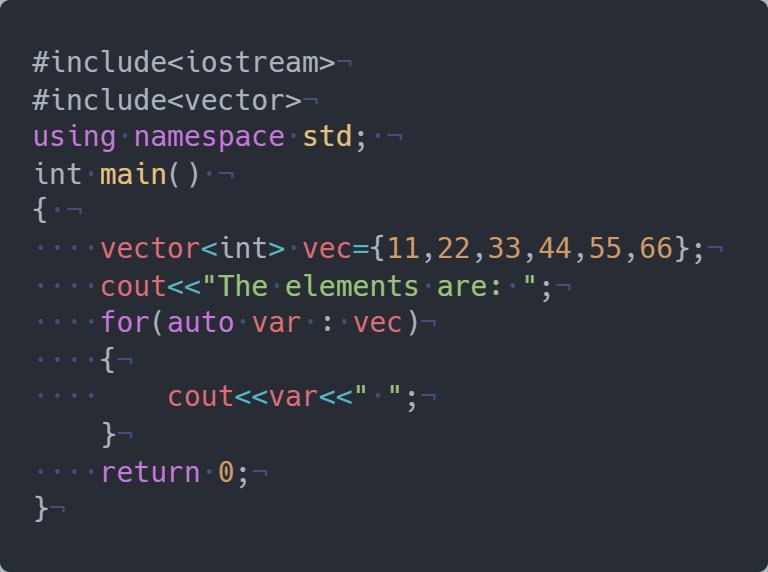 #include<iostream>
#include<vector>
using namespace std; 
int main() 
{ 
    vector<int> vec={11,22,33,44,55,66};
    cout<<"The elements are: ";
    for(auto var : vec)
    {
        cout<<var<<" ";
    }
    return 0;
}